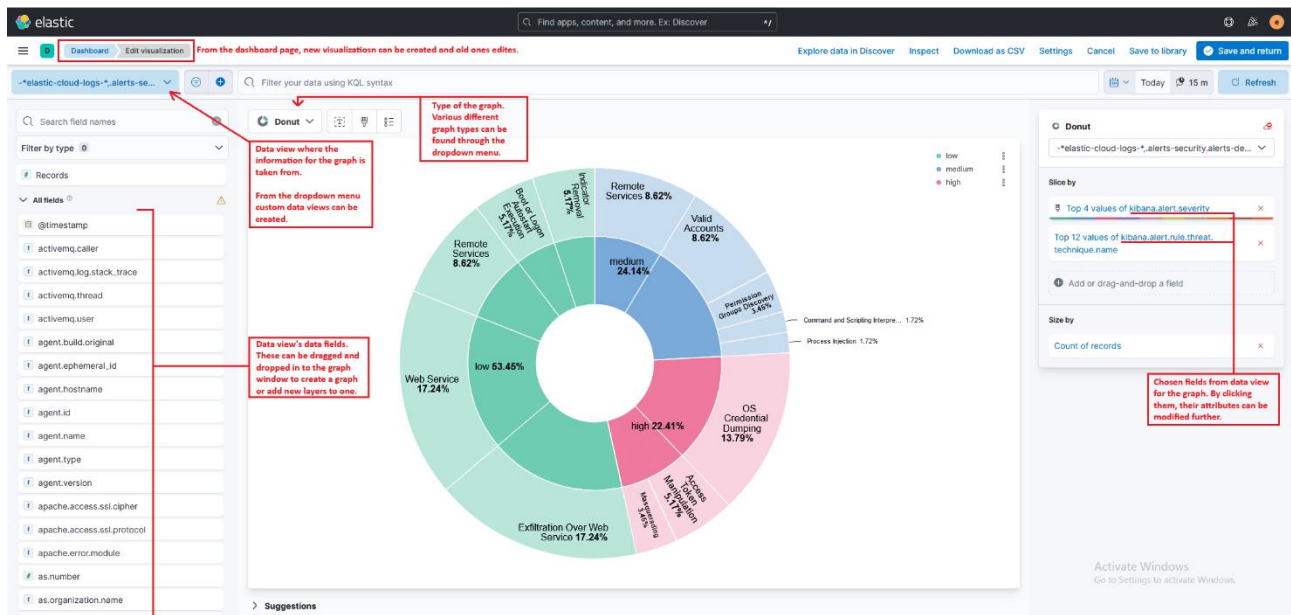 elastic
Find apps, content, and more. Ex: Discover
*/
e
D
Dashboard
Edit visualization
From the dashboard page, new visualizatiosn can be created and old ones edites.
Explore data in Discover
Inspect
Download as CSV
Settings
Cancel
Save to library
Save and return
-*elastic-cloud-logs-*,.alerts-se...
Filter your data using KQL syntax
Today
15 m
Refresh
Search field names
Filter by type 0
# Records
All fields
@timestamp
t activemq.caller
t activemq.log.stack_trace
t activemq.thread
t activemq.user
t agent.build.original
t agent.ephemeral_id
t agent.hostname
t agent.id
t agent.name
t agent.type
t agent.version
t apache.access.ssl.cipher
t apache.access.ssl.protocol
t apache.error.module
# as.number
t as.organization.name
Data view where the
information for the graph is
taken from.
From the dropdown menu
custom data views can be
created.
Data view's data fields.
These can be dragged and
dropped in to the graph
window to create a graph
or add new layers to one.
Donut
Type of the graph.
Various different
graph types can be
found through the
dropdown menu.
low
medium
high
Indicator
Removal
5.17%
Boot or Logon
Autostart
Execution
5.17%
Remote
Services
8.62%
Web Service
17.24%
Exfiltration Over Web
Service 17.24%
low 53.45%
Remote
Services 8.62%
Valid
Accounts
8.62%
Permission
Groups Discovery
3.45%
Command and Scripting Interpre... 1.72%
Process Injection 1.72%
medium
24.14%
OS
Credential
Dumping
13.79%
Access
Token
Manipulation
5.17%
Masquerading
3.45%
high 22.41%
Suggestions
Donut
-*elastic-cloud-logs-*,.alerts-security,alerts-de...
Slice by
Top 4 values of kibana.alert.severity
Top 12 values of kibana.alert.rule.threat.
technique.name
Add or drag-and-drop a field
Size by
Count of records
Chosen fields from data view
for the graph. By clicking
them, their attributes can be
modified further.
Activate Windows
Go to Settings to activate Windows.